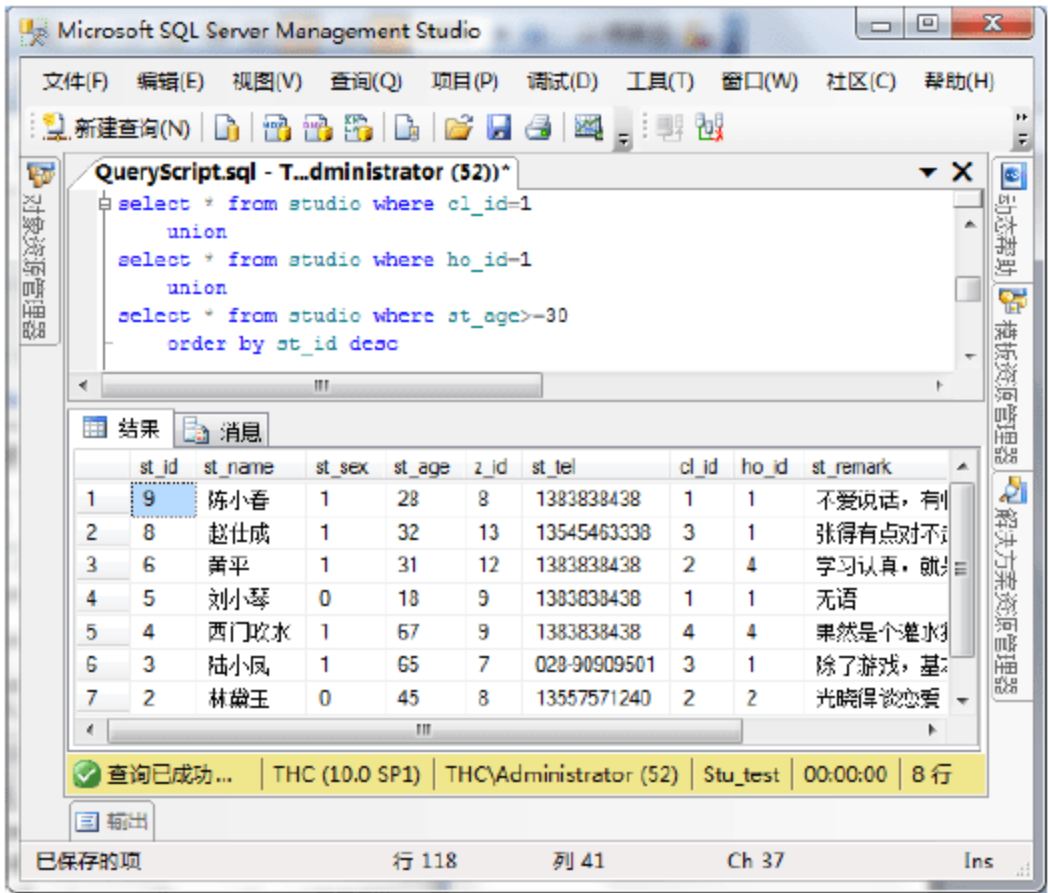 Microsoft SQL Server Management Studio
文件(F) 编辑(E) 视图(V) 查询(Q) 项目(P) 调试(D) 工具(T) 窗口(W) 社区(C) 帮助(H)
新建查询(N)
对象资源管理器
QueryScript.sql - T...dministrator (52))*
select * from studio where cl_id=1
union
select * from studio where ho_id=1
union
select * from studio where st_age>=30
order by st_id desc
动态帮助
模板资源管理器
解决方案资源管理器
结果 消息
st_id st_name st_sex st_age z_id st_tel cl_id ho_id st_remark
1 9 陈小春 1 28 8 1383838438 1 1 不爱说话，有
2 8 赵仕成 1 32 13 13545463338 3 1 张得有点对不
3 6 黄平 1 31 12 1383838438 2 4 学习认真，就
4 5 刘小琴 0 18 9 1383838438 1 1 无语
5 4 西门吹水 1 67 9 1383838438 4 4 果然是个灌水
6 3 陆小凤 1 65 7 028-90909501 3 1 除了游戏，基
7 2 林黛玉 0 45 8 13557571240 2 2 光晓得谈恋爱
查询已成功... THC (10.0 SP1) THC\Administrator (52) Stu_test 00:00:00 8 行
输出
已保存的项 行 118 列 41 Ch 37 Ins